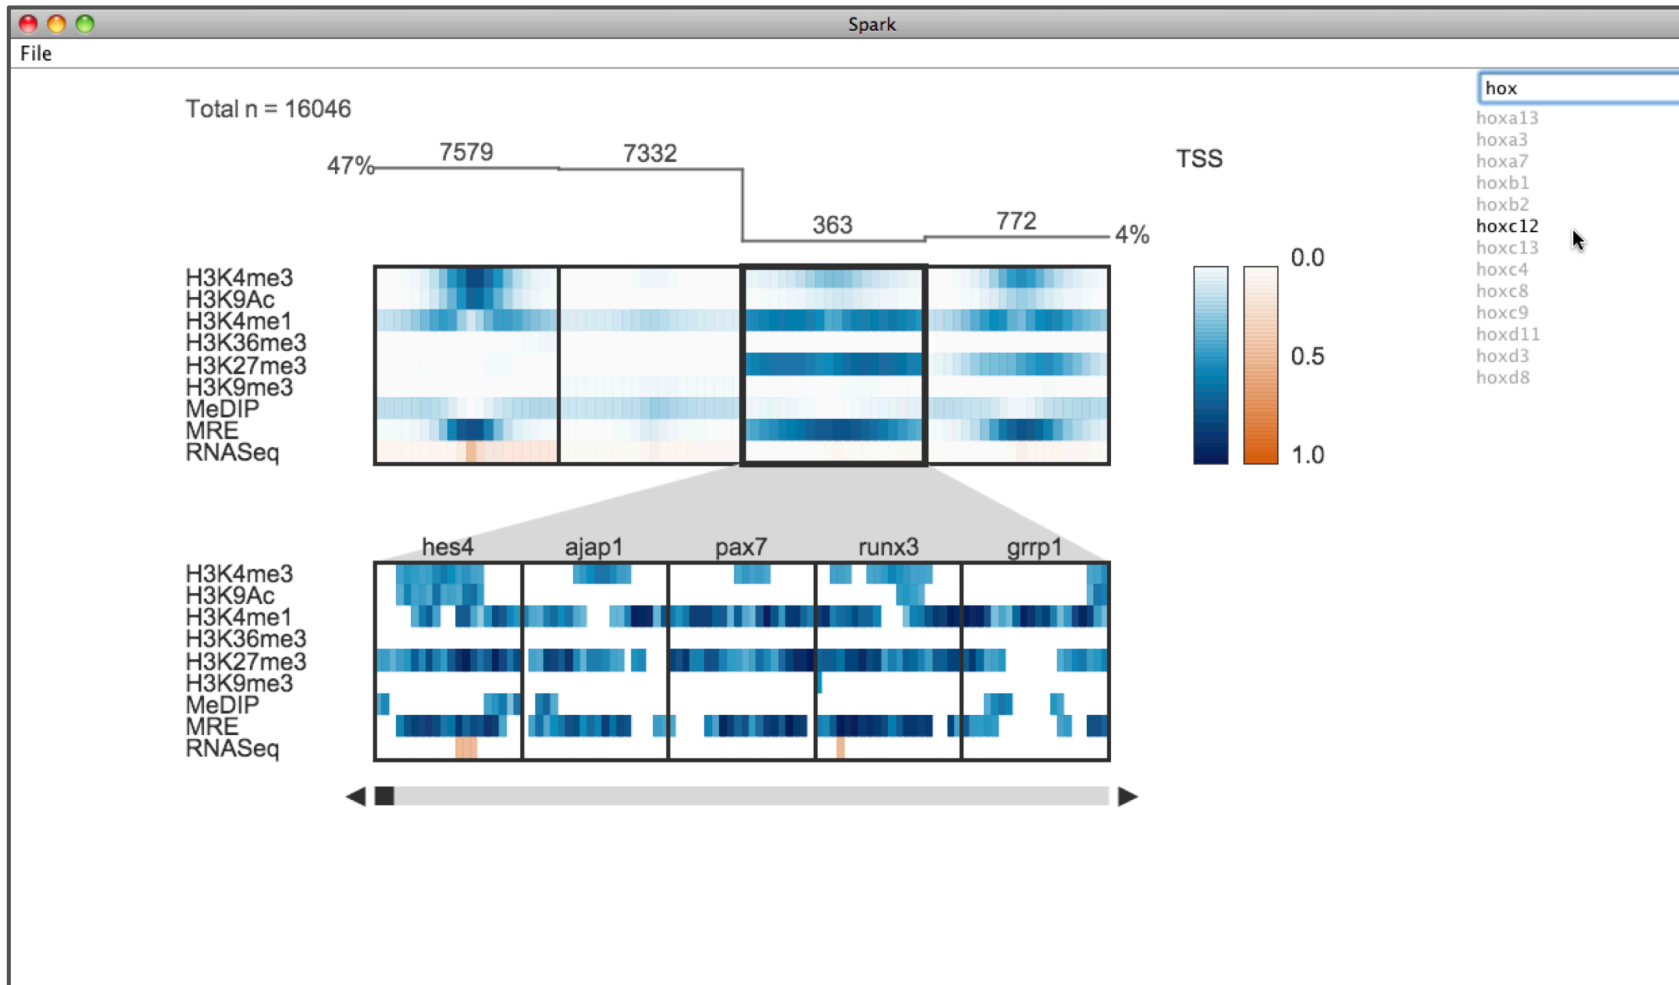 Spark
File
Total n = 16046
47%
7579
7332
363
772
4%
TSS
H3K4me3
H3K9Ac
H3K4me1
H3K36me3
H3K27me3
H3K9me3
MeDIP
MRE
RNASeq
0.0
0.5
1.0
hes4
ajap1
pax7
runx3
grrp1
H3K4me3
H3K9Ac
H3K4me1
H3K36me3
H3K27me3
H3K9me3
MeDIP
MRE
RNASeq
hox
hoxa13
hoxa3
hoxa7
hoxb1
hoxb2
hoxc12
hoxc13
hoxc4
hoxc8
hoxc9
hoxd11
hoxd3
hoxd8